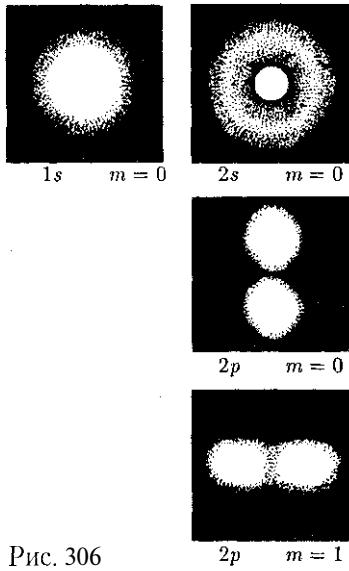 1s m = 0
2s m = 0
2p m = 0
2p m = 1
Рис. 306